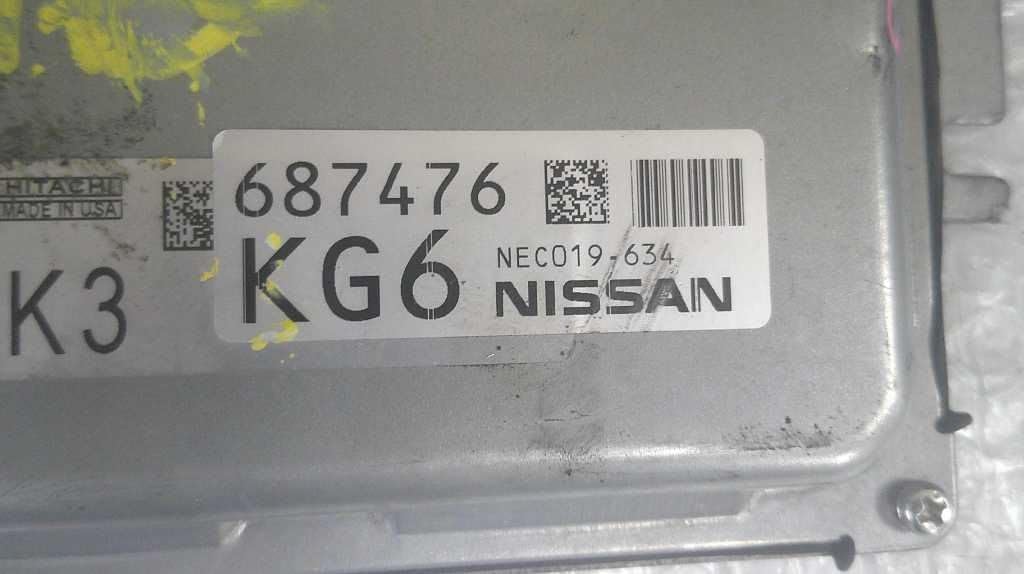 HITACHI
MADE IN USA
K3
687476
KG6
NEC019-634
NISSAN